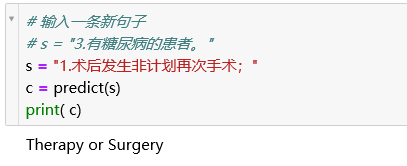 # 输入一条新句子
# s = "3.有糖尿病的患者。"
s = "1.术后发生非计划再次手术；"
c = predict(s)
print( c)
Therapy or Surgery